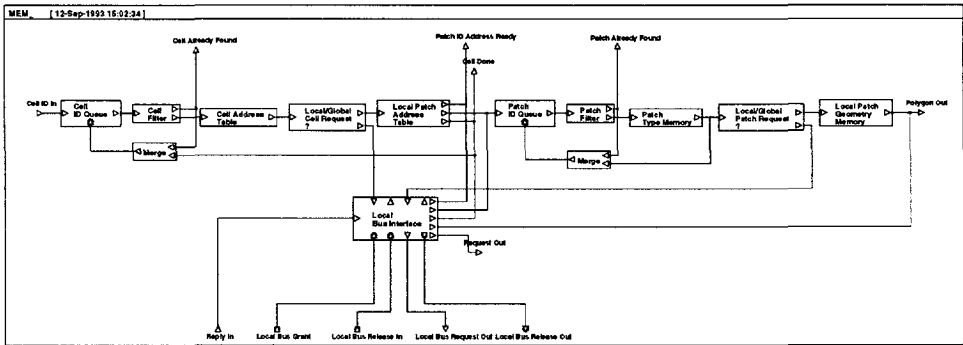 MEM_ [12-Sep-1993 15:02:34]
Cell Already Found
Patch ID Address Ready
Patch Already Found
Cell Done
Cell ID In
Cell
ID Queue
Cell
Filter
Cell Address
Table
Local/Global
Cell Request
?
Local Patch
Address
Table
Patch
ID Queue
Patch
Filter
Patch
Type Memory
Local/Global
Patch Request
?
Local Patch
Geometry
Memory
Polygon Out
Merge
Merge
Local
Bus Interface
Request Out
Reply In
Local Bus Grant
Local Bus Release In
Local Bus Request Out
Local Bus Release Out